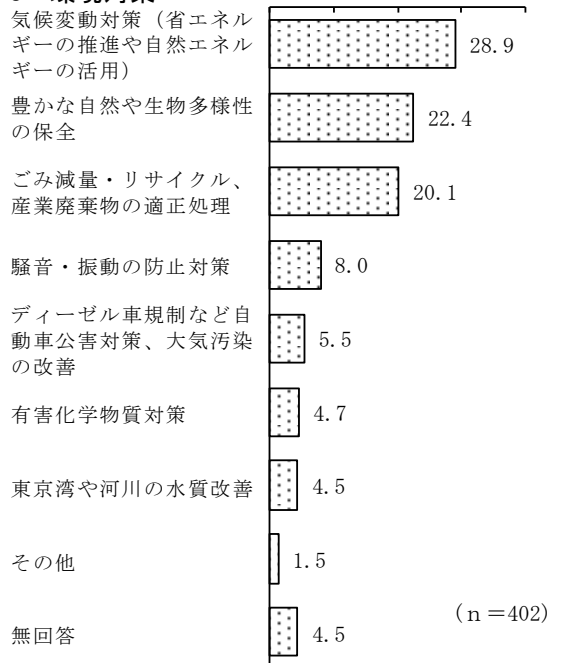 気候変動対策（省エネル
ギーの推進や自然エネル
ギーの活用）
28.9
豊かな自然や生物多様性
の保全
22.4
ごみ減量・リサイクル、
産業廃棄物の適正処理
20.1
騒音・振動の防止対策
8.0
ディーゼル車規制など自
動車公害対策、大気汚染
の改善
5.5
有害化学物質対策
4.7
東京湾や河川の水質改善
4.5
その他
1.5
無回答
4.5
（ｎ＝402）